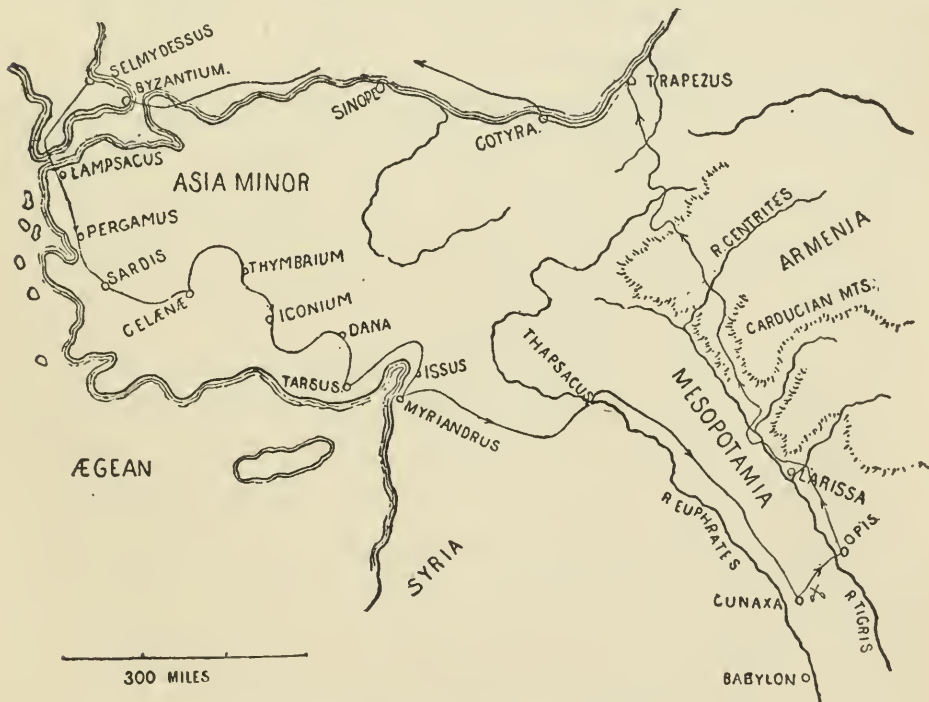 SELMYDESSUS
BYZANTIUM.
SINOPE
COTYRA.
TRAPEZUS
LAMPSACUS
ASIA MINOR
PERGAMUS
SARDIS
CELÆNÆ
THYMBRIUM
ICONIUM
DANA
TARSUS
ISSUS
MYRIANDRUS
THAPSACUS
R. CENTRITES
ARMENIA
CARDUCIAN MTS.
MESOPOTAMIA
LARISSA
OPIS.
R EUPHRATES
R. TIGRIS
CUNAXA
BABYLON
ÆGEAN
SYRIA
300 MILES